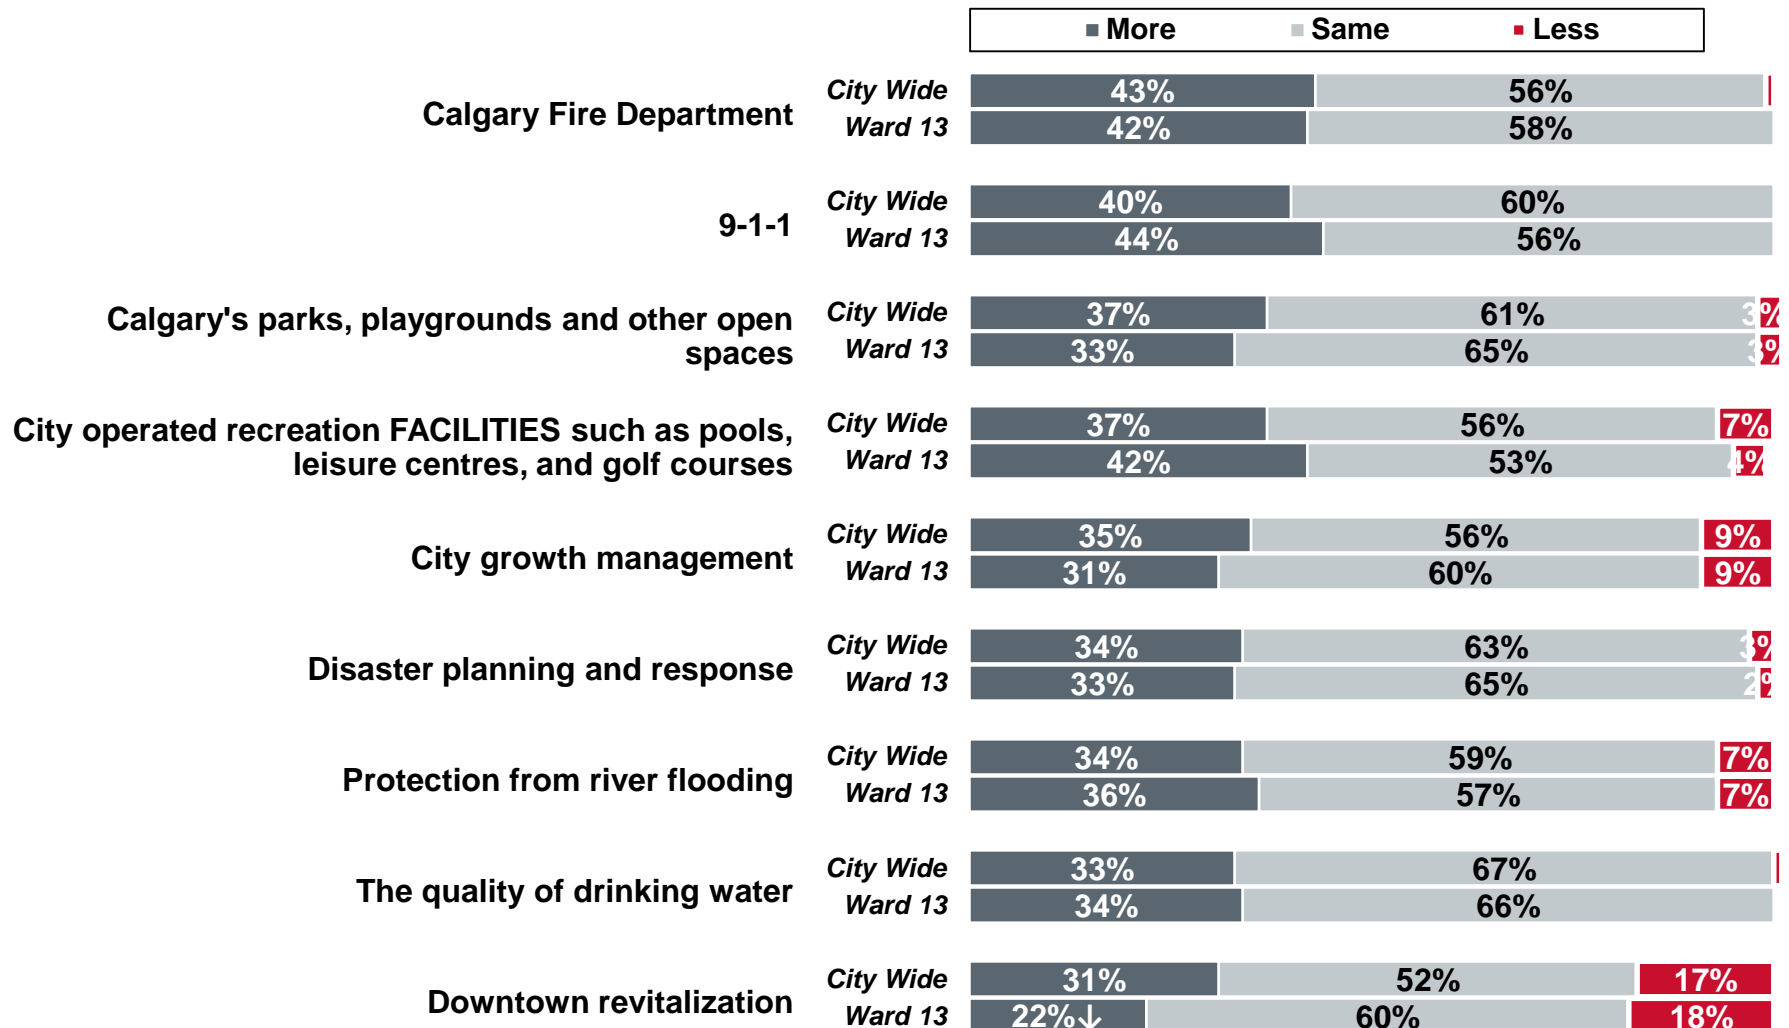 More Same Less
Calgary Fire Department
City Wide 43% 56%
Ward 13 42% 58%
9-1-1
City Wide 40% 60%
Ward 13 44% 56%
Calgary's parks, playgrounds and other open
spaces
City Wide 37% 61% 3%
Ward 13 33% 65% 3%
City operated recreation FACILITIES such as pools,
leisure centres, and golf courses
City Wide 37% 56% 7%
Ward 13 42% 53% 4%
City growth management
City Wide 35% 56% 9%
Ward 13 31% 60% 9%
Disaster planning and response
City Wide 34% 63% 3%
Ward 13 33% 65% 2%
Protection from river flooding
City Wide 34% 59% 7%
Ward 13 36% 57% 7%
The quality of drinking water
City Wide 33% 67%
Ward 13 34% 66%
Downtown revitalization
City Wide 31% 52% 17%
Ward 13 22%↓ 60% 18%